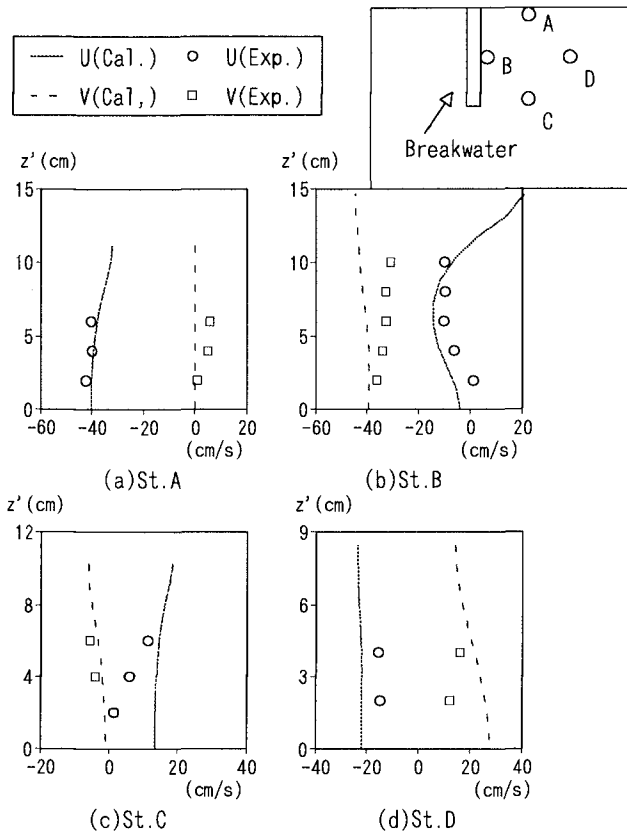 U(Cal.) U(Exp.)
V(Cal,) V(Exp.)
A
B
D
C
Breakwater
z'(cm)
15
10
5
0
-60 -40 -20 0 20
(cm/s)
(a)St.A
z'(cm)
15
10
5
0
-60 -40 -20 0 20
(cm/s)
(b)St.B
z'(cm)
12
8
4
0
-20 0 20 40
(cm/s)
(c)St.C
z'(cm)
9
6
3
0
-40 -20 0 20 40
(cm/s)
(d)St.D